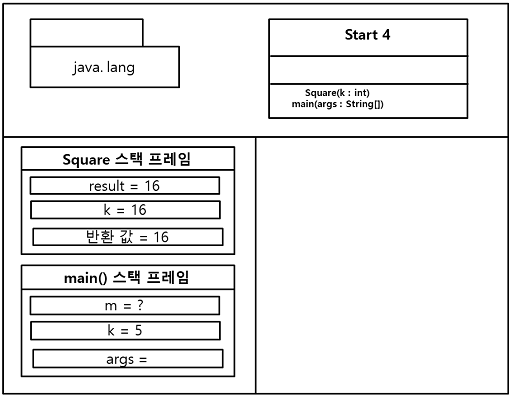 java. lang
Start 4
Square(k : int)
main(args : String[])
Square 스택 프레임
result = 16
k = 16
반환 값 = 16
main() 스택 프레임
m = ?
k = 5
args =